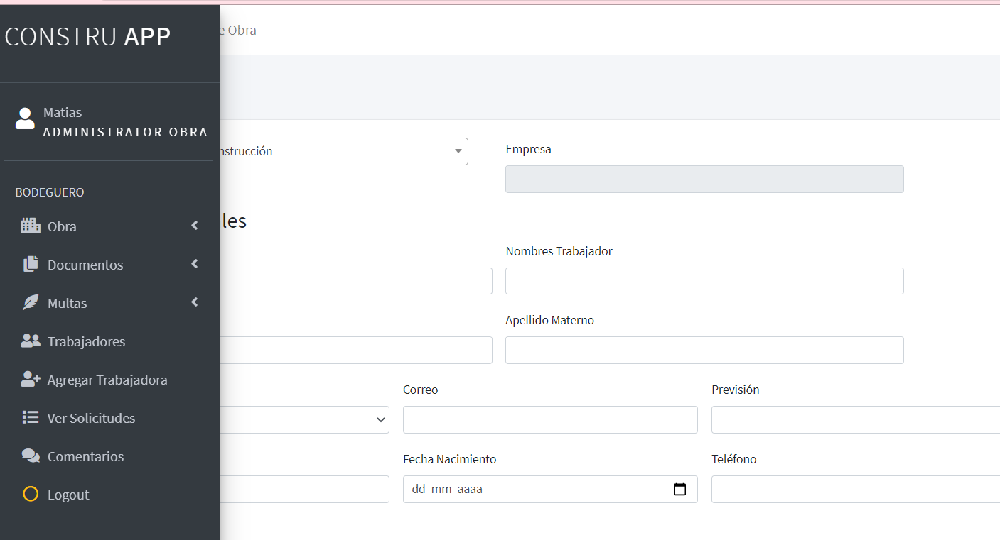 CONSTRU APP
Obra
Matias
ADMINISTRATOR OBRA
nstrucción
Empresa
BODEGUERO
Obra
Documentos
Multas
Trabajadores
Agregar Trabajadora
Ver Solicitudes
Comentarios
Logout
Nombres Trabajador
Apellido Materno
Correo
Previsión
Fecha Nacimiento
dd-mm-aaaa
Teléfono